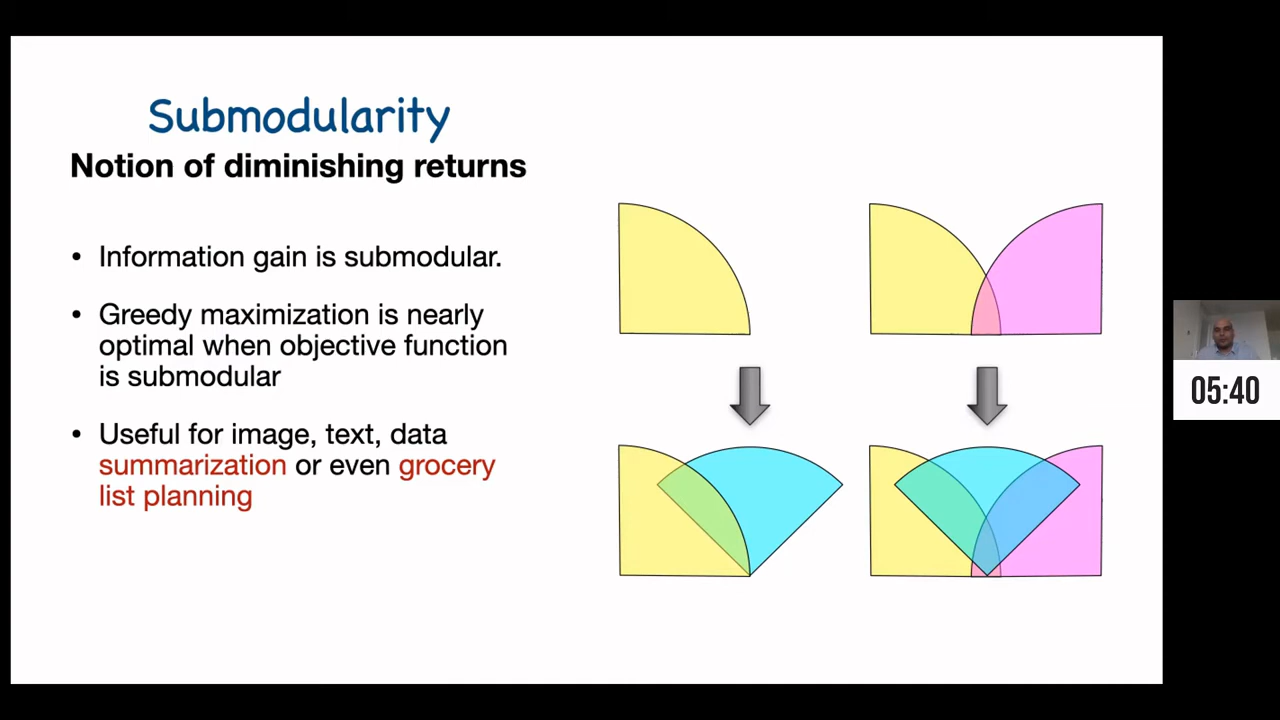 Submodularity
Notion of diminishing returns
• Information gain is submodular.
• Greedy maximization is nearly
optimal when objective function
is submodular
• Useful for image, text, data
summarization or even grocery
list planning
05:40